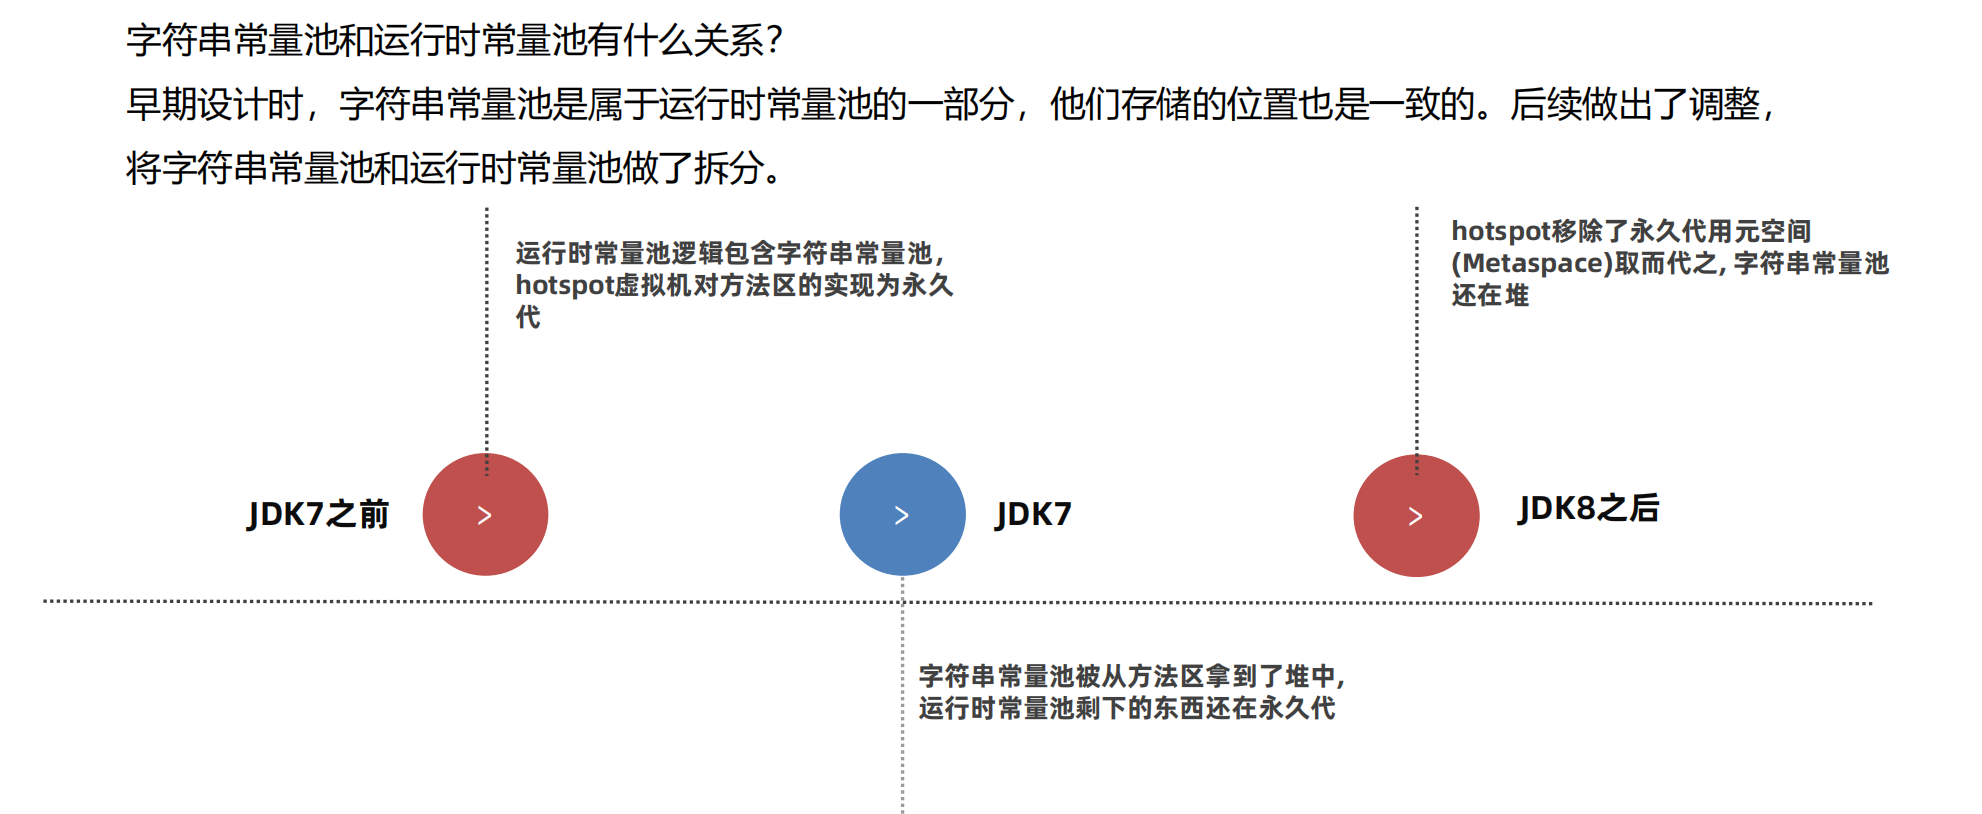 字符串常量池和运行时常量池有什么关系？
早期设计时，字符串常量池是属于运行时常量池的一部分，他们存储的位置也是一致的。后续做出了调整，
将字符串常量池和运行时常量池做了拆分。
运行时常量池逻辑包含字符串常量池，
hotspot虚拟机对方法区的实现为永久
代
hotspot移除了永久代用元空间
(Metaspace)取而代之, 字符串常量池
还在堆
JDK7之前
>
>
JDK7
>
JDK8之后
字符串常量池被从方法区拿到了堆中,
运行时常量池剩下的东西还在永久代